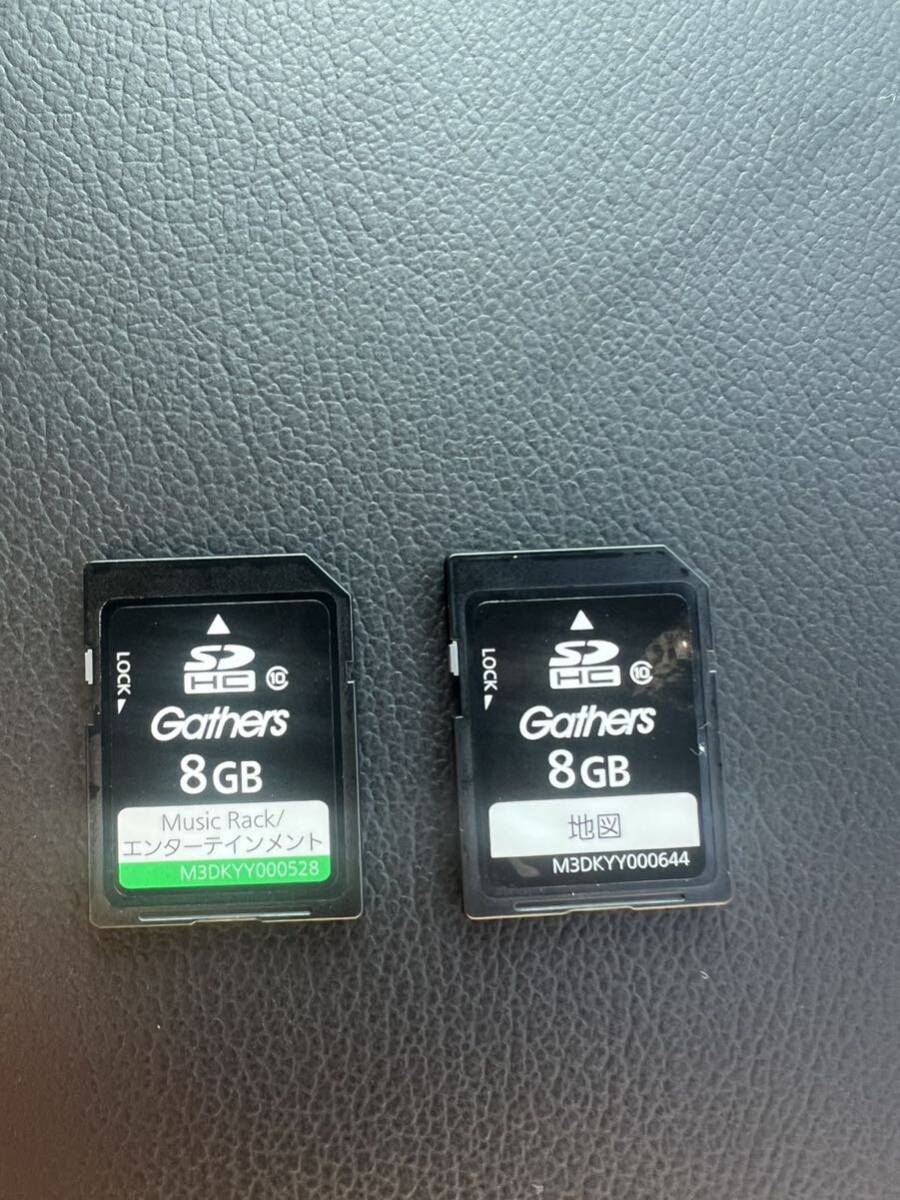 LOCK
SD
HC
10
Gathers
8GB
Music Rack/
エンターテインメント
M3DKYY000528
LOCK
SD
HC
10
Gathers
8GB
地図
M3DKYY000644